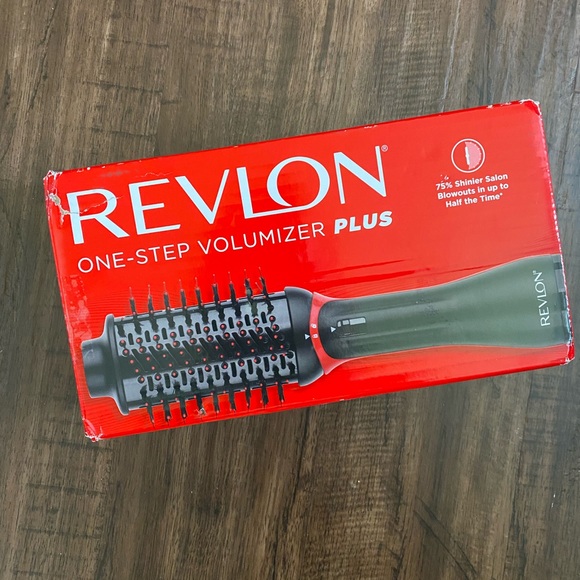 REVLON®
ONE-STEP VOLUMIZER PLUS
75% Shinier Salon
Blowouts in up to
Half the Time*
REVLON®